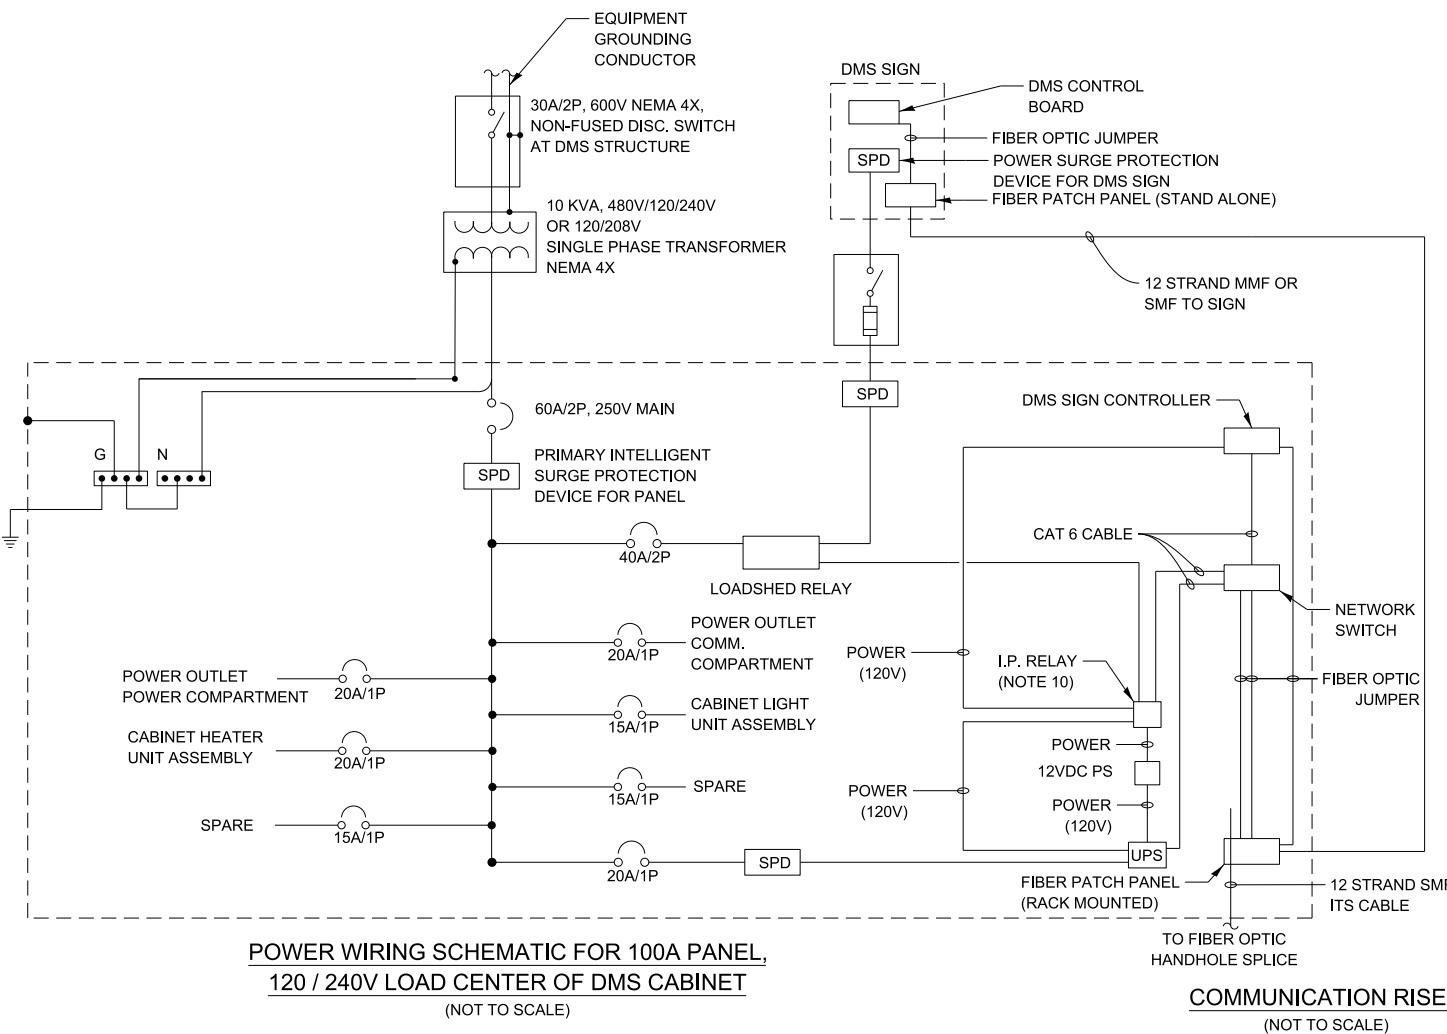 EQUIPMENT
GROUNDING
CONDUCTOR
30A/2P, 600V NEMA 4X,
NON-FUSED DISC. SWITCH
AT DMS STRUCTURE
10 KVA, 480V/120/240V
OR 120/208V
SINGLE PHASE TRANSFORMER
NEMA 4X
DMS SIGN
DMS CONTROL
BOARD
FIBER OPTIC JUMPER
SPD
POWER SURGE PROTECTION
DEVICE FOR DMS SIGN
FIBER PATCH PANEL (STAND ALONE)
12 STRAND MMF OR
SMF TO SIGN
SPD
60A/2P, 250V MAIN
G
N
SPD
PRIMARY INTELLIGENT
SURGE PROTECTION
DEVICE FOR PANEL
DMS SIGN CONTROLLER
CAT 6 CABLE
40A/2P
LOADSHED RELAY
NETWORK
SWITCH
20A/1P
POWER OUTLET
COMM.
COMPARTMENT
POWER
(120V)
I.P. RELAY
(NOTE 10)
FIBER OPTIC
JUMPER
POWER OUTLET
POWER COMPARTMENT
20A/1P
15A/1P
CABINET LIGHT
UNIT ASSEMBLY
CABINET HEATER
UNIT ASSEMBLY
20A/1P
POWER
12VDC PS
15A/1P
SPARE
POWER
(120V)
POWER
(120V)
SPARE
15A/1P
20A/1P
SPD
UPS
FIBER PATCH PANEL
(RACK MOUNTED)
12 STRAND SMF
ITS CABLE
TO FIBER OPTIC
HANDHOLE SPLICE
POWER WIRING SCHEMATIC FOR 100A PANEL,
120 / 240V LOAD CENTER OF DMS CABINET
(NOT TO SCALE)
COMMUNICATION RISE
(NOT TO SCALE)